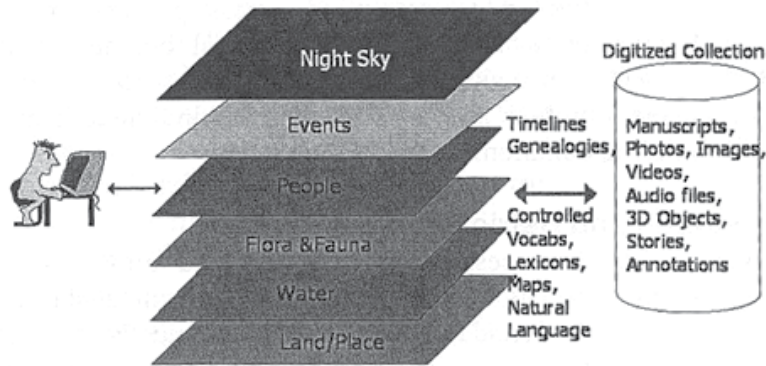 Night Sky
Events
People
Flora &Fauna
Water
Land/Place
Timelines
Genealogies,
Controlled
Vocabs,
Lexicons,
Maps,
Natural
Language
Digitized Collection
Manuscripts,
Photos, Images,
Videos,
Audio files,
3D Objects,
Stories,
Annotations